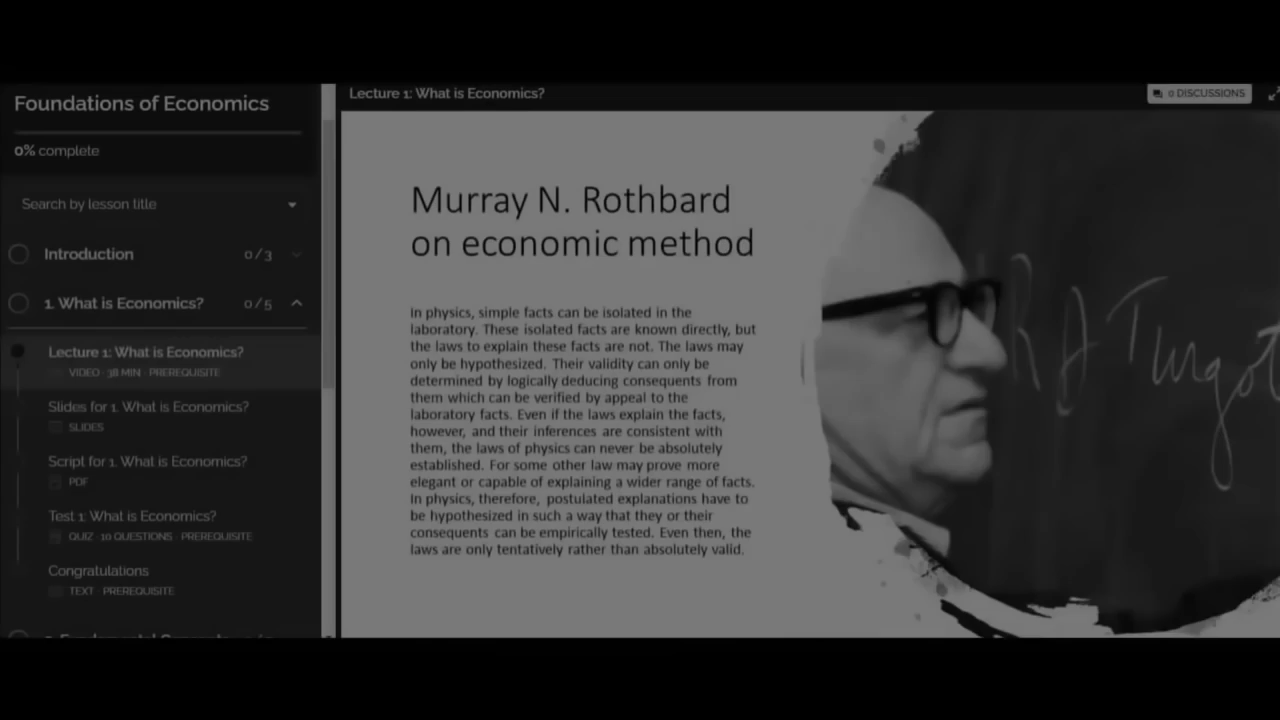 Foundations of Economics
0% complete
Search by lesson title
Introduction 0/3
1. What is Economics? 0/5
Lecture 1: What is Economics?
VIDEO · 38 MIN · PREREQUISITE
Slides for 1. What is Economics?
SLIDES
Script for 1. What is Economics?
PDF
Test 1: What is Economics?
QUIZ · 10 QUESTIONS · PREREQUISITE
Congratulations
TEXT · PREREQUISITE
Lecture 1: What is Economics?
0 DISCUSSIONS
Murray N. Rothbard
on economic method
In physics, simple facts can be isolated in the
laboratory. These isolated facts are known directly, but
the laws to explain these facts are not. The laws may
only be hypothesized. Their validity can only be
determined by logically deducing consequents from
them which can be verified by appeal to the
laboratory facts. Even if the laws explain the facts,
however, and their inferences are consistent with
them, the laws of physics can never be absolutely
established. For some other law may prove more
elegant or capable of explaining a wider range of facts.
In physics, therefore, postulated explanations have to
be hypothesized in such a way that they or their
consequents can be empirically tested. Even then, the
laws are only tentatively rather than absolutely valid.
R A Turgot